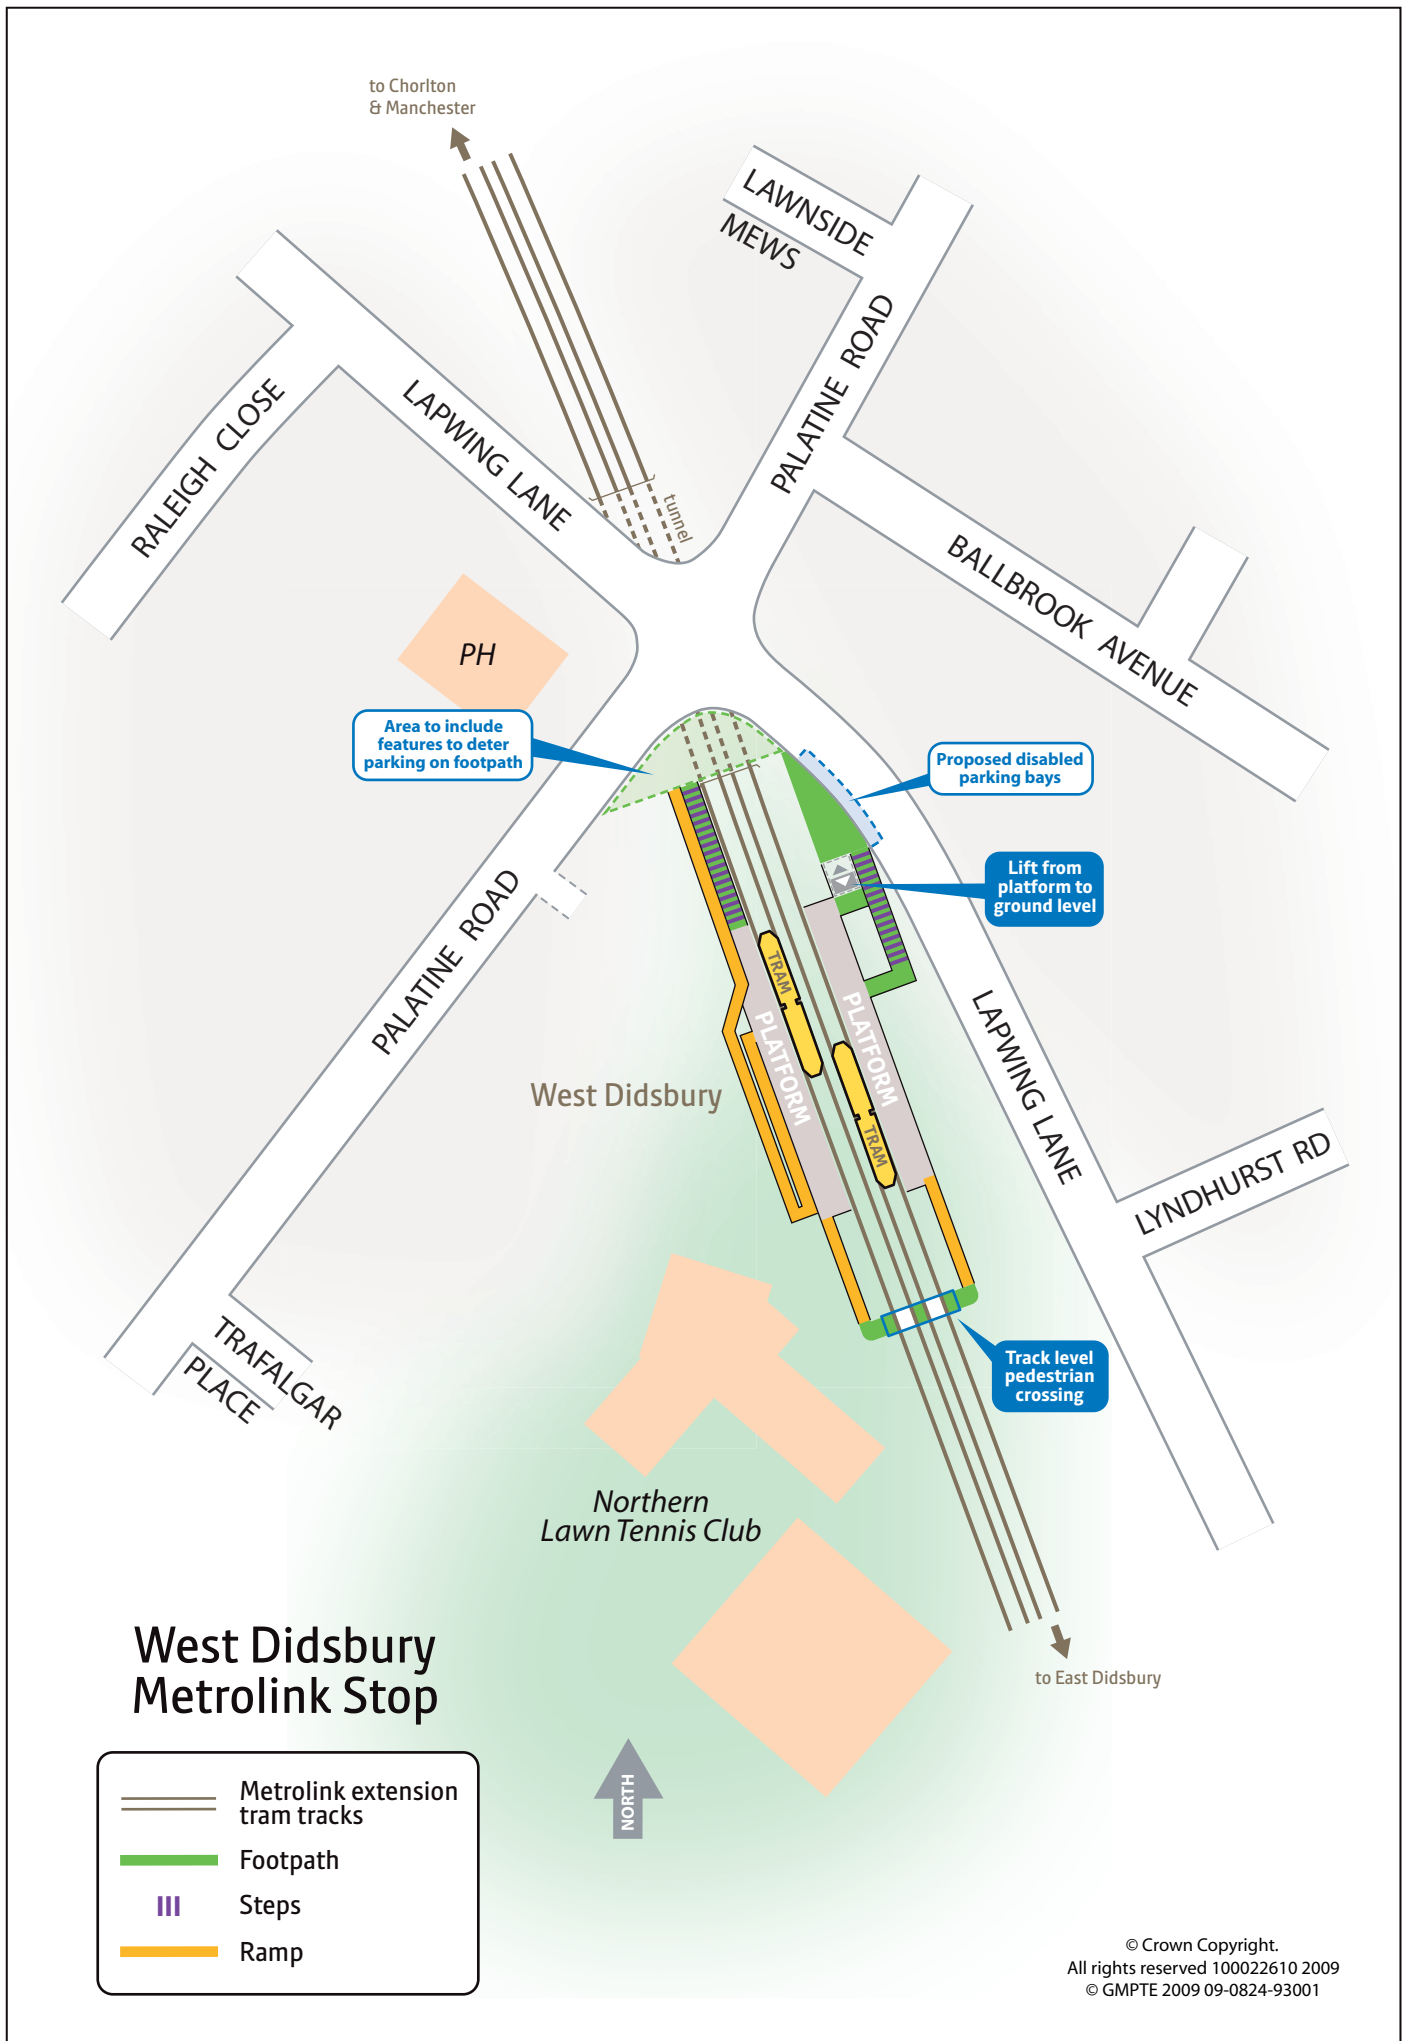 to Chorlton
& Manchester
LAWNSIDE
MEWS
PALATINE ROAD
RALEIGH CLOSE
LAPWING LANE
tunnel
BALLBROOK AVENUE
PH
Area to include
features to deter
parking on footpath
Proposed disabled
parking bays
Lift from
platform to
ground level
PALATINE ROAD
TRAM
PLATFORM
PLATFORM
TRAM
LAPWING LANE
West Didsbury
LYNDHURST RD
TRAFALGAR
PLACE
Track level
pedestrian
crossing
Northern
Lawn Tennis Club
to East Didsbury
West Didsbury
Metrolink Stop
Metrolink extension
tram tracks
Footpath
Steps
Ramp
NORTH
© Crown Copyright.
All rights reserved 100022610 2009
© GMPTE 2009 09-0824-93001